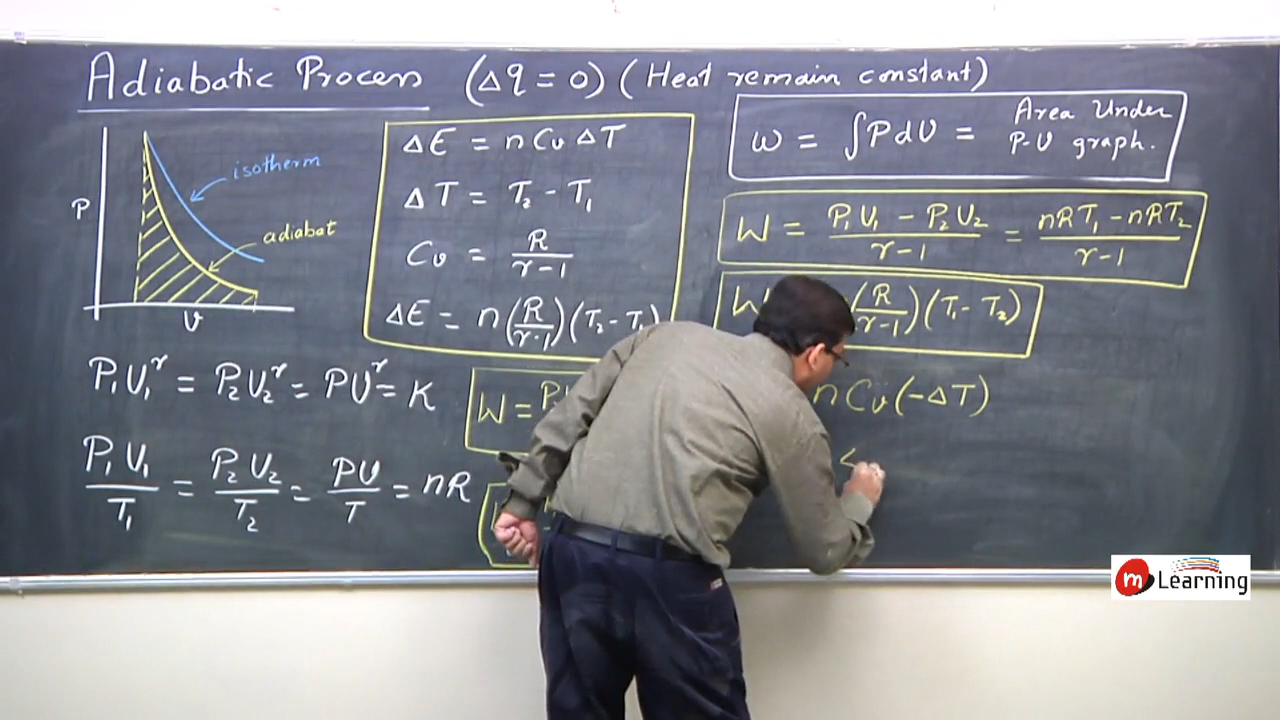 Adiabatic Process (Δq = 0) (Heat remain constant)
P
isotherm
adiabat
V
P₁V₁^γ = P₂V₂^γ = PV^γ = K
P₁V₁/T₁ = P₂V₂/T₂ = PV/T = nR
ΔE = nCv ΔT
ΔT = T₂ - T₁
Cv = R/γ-1
ΔE = n(R/γ-1)(T₂ - T₁)
W =
w = ∫PdV = Area Under
P-V graph.
W = P₁V₁ - P₂V₂/γ-1 = nRT₁ - nRT₂/γ-1
W (R/γ-1)(T₁ - T₂)
nCv(-ΔT)
m Learning